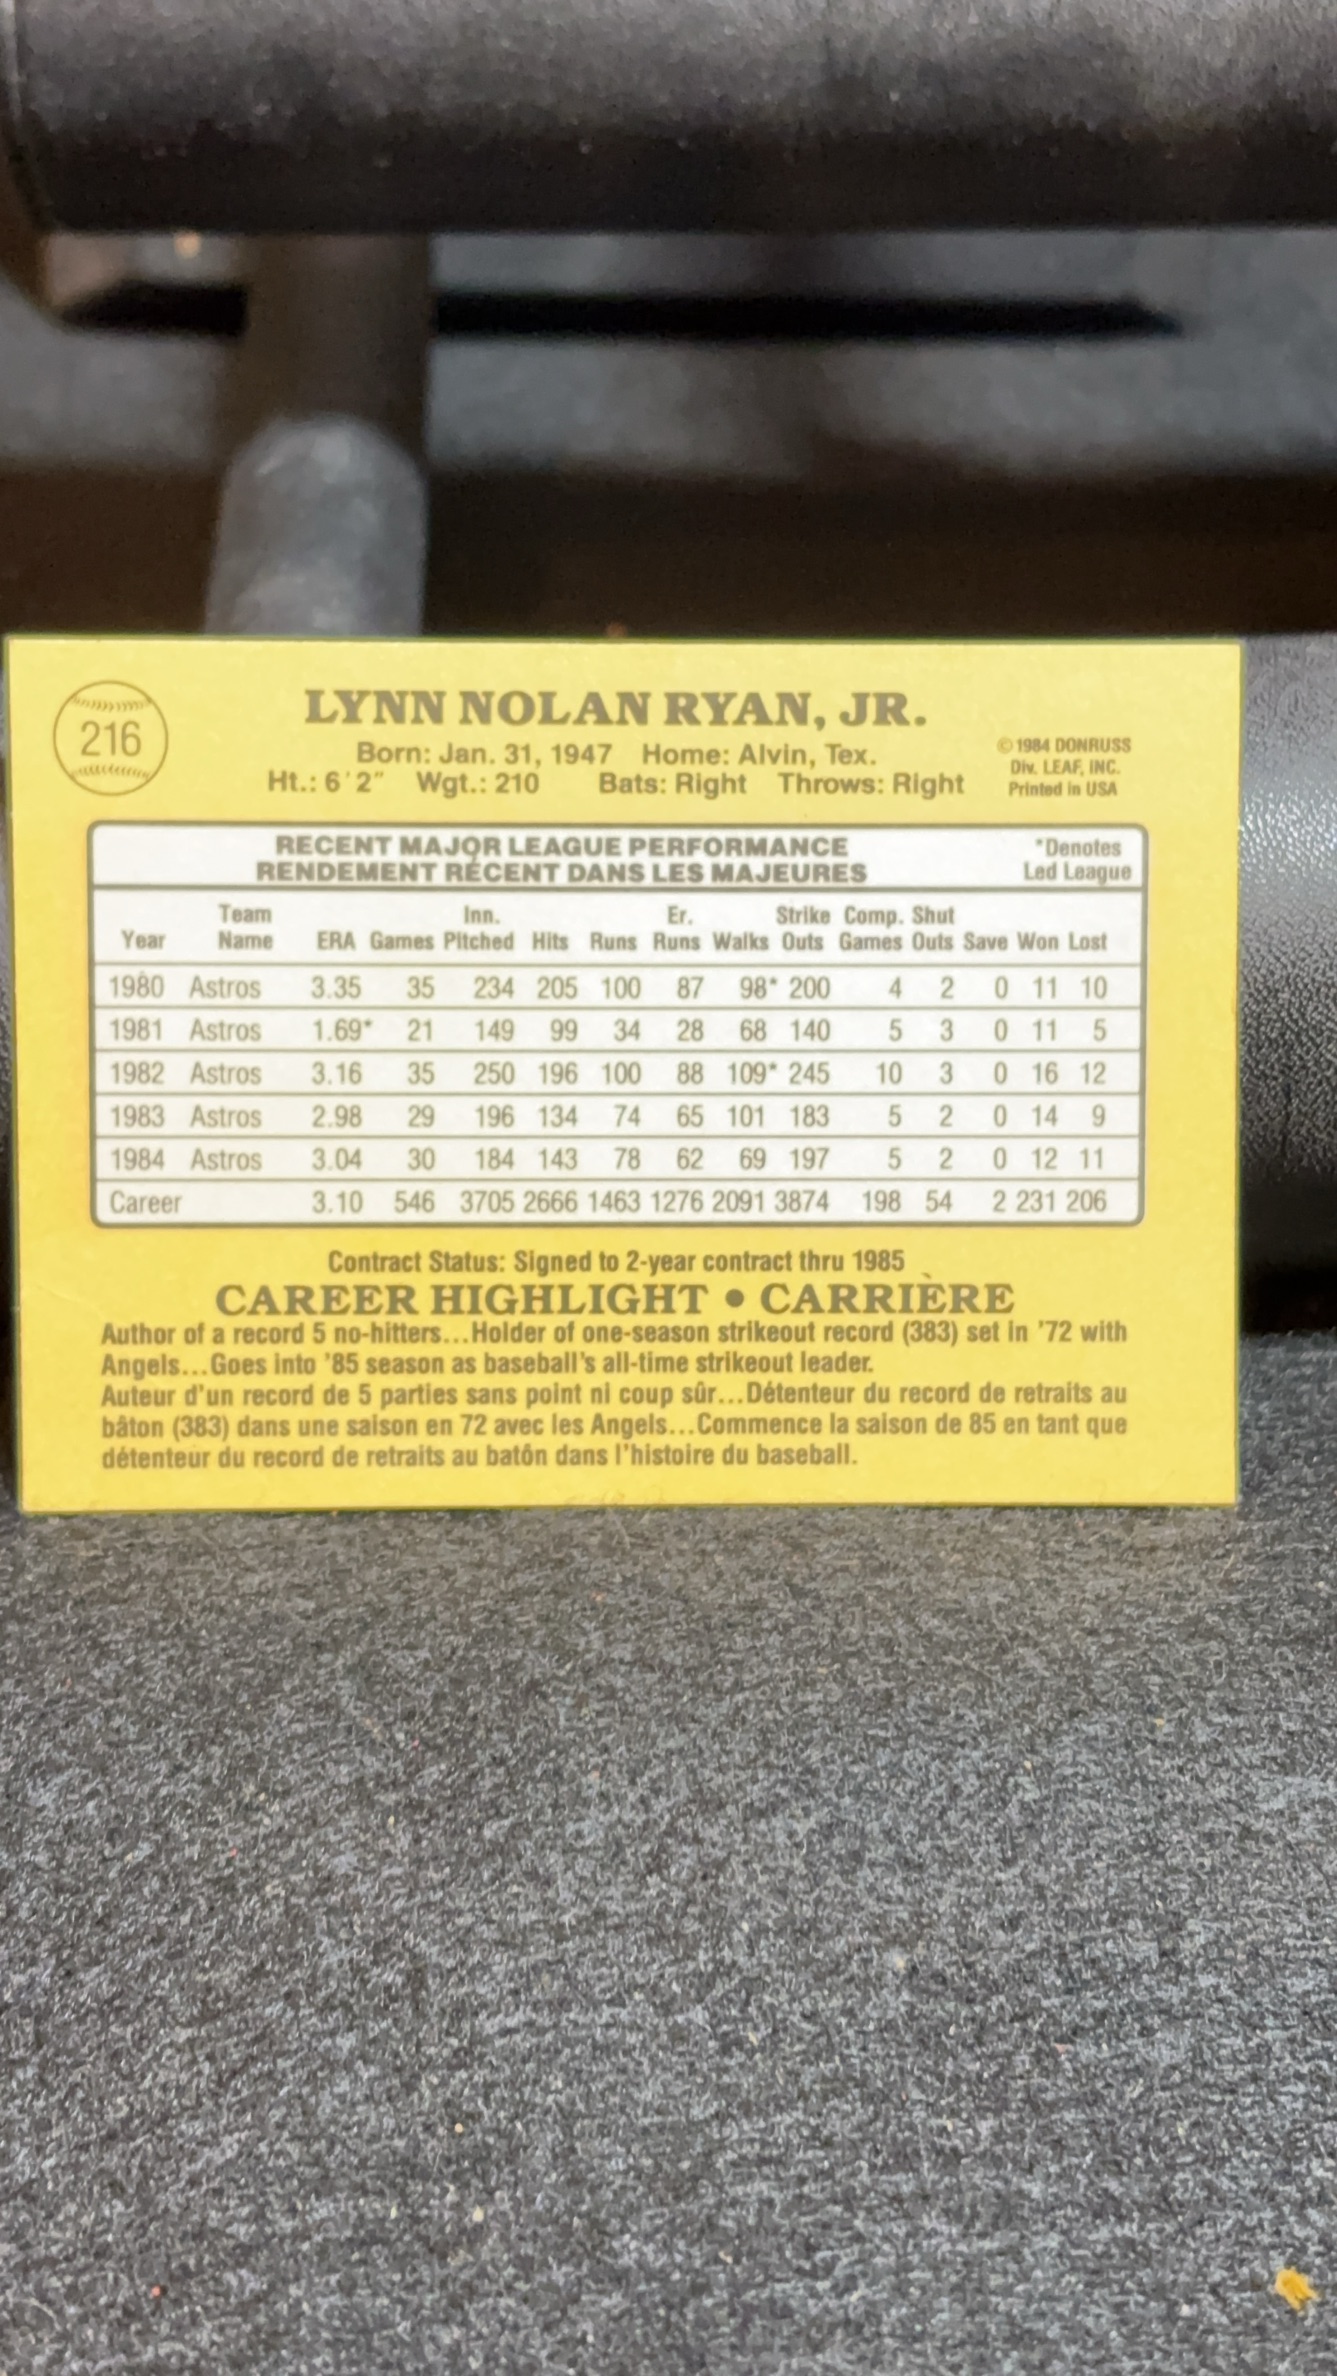 216
LYNN NOLAN RYAN, JR.
Born: Jan. 31, 1947 Home: Alvin, Tex.
Ht.: 6'2" Wgt.: 210 Bats: Right Throws: Right
©1984 DONRUSS
Div. LEAF, INC.
Printed in USA
RECENT MAJOR LEAGUE PERFORMANCE
RENDEMENT RÉCENT DANS LES MAJEURES
*Denotes
Led League
Year Team Name ERA Games Inn. Pitched Hits Runs Er. Runs Walks Strike Outs Comp. Games Shut Outs Save Won Lost
1980 Astros 3.35 35 234 205 100 87 98* 200 4 2 0 11 10
1981 Astros 1.69* 21 149 99 34 28 68 140 5 3 0 11 5
1982 Astros 3.16 35 250 196 100 88 109* 245 10 3 0 16 12
1983 Astros 2.98 29 196 134 74 65 101 183 5 2 0 14 9
1984 Astros 3.04 30 184 143 78 62 69 197 5 2 0 12 11
Career 3.10 546 3705 2666 1463 1276 2091 3874 198 54 2 231 206
Contract Status: Signed to 2-year contract thru 1985
CAREER HIGHLIGHT • CARRIÈRE
Author of a record 5 no-hitters...Holder of one-season strikeout record (383) set in '72 with
Angels...Goes into '85 season as baseball's all-time strikeout leader.
Auteur d'un record de 5 parties sans point ni coup sûr...Détenteur du record de retraits au
bâton (383) dans une saison en 72 avec les Angels...Commence la saison de 85 en tant que
détenteur du record de retraits au batôn dans l'histoire du baseball.